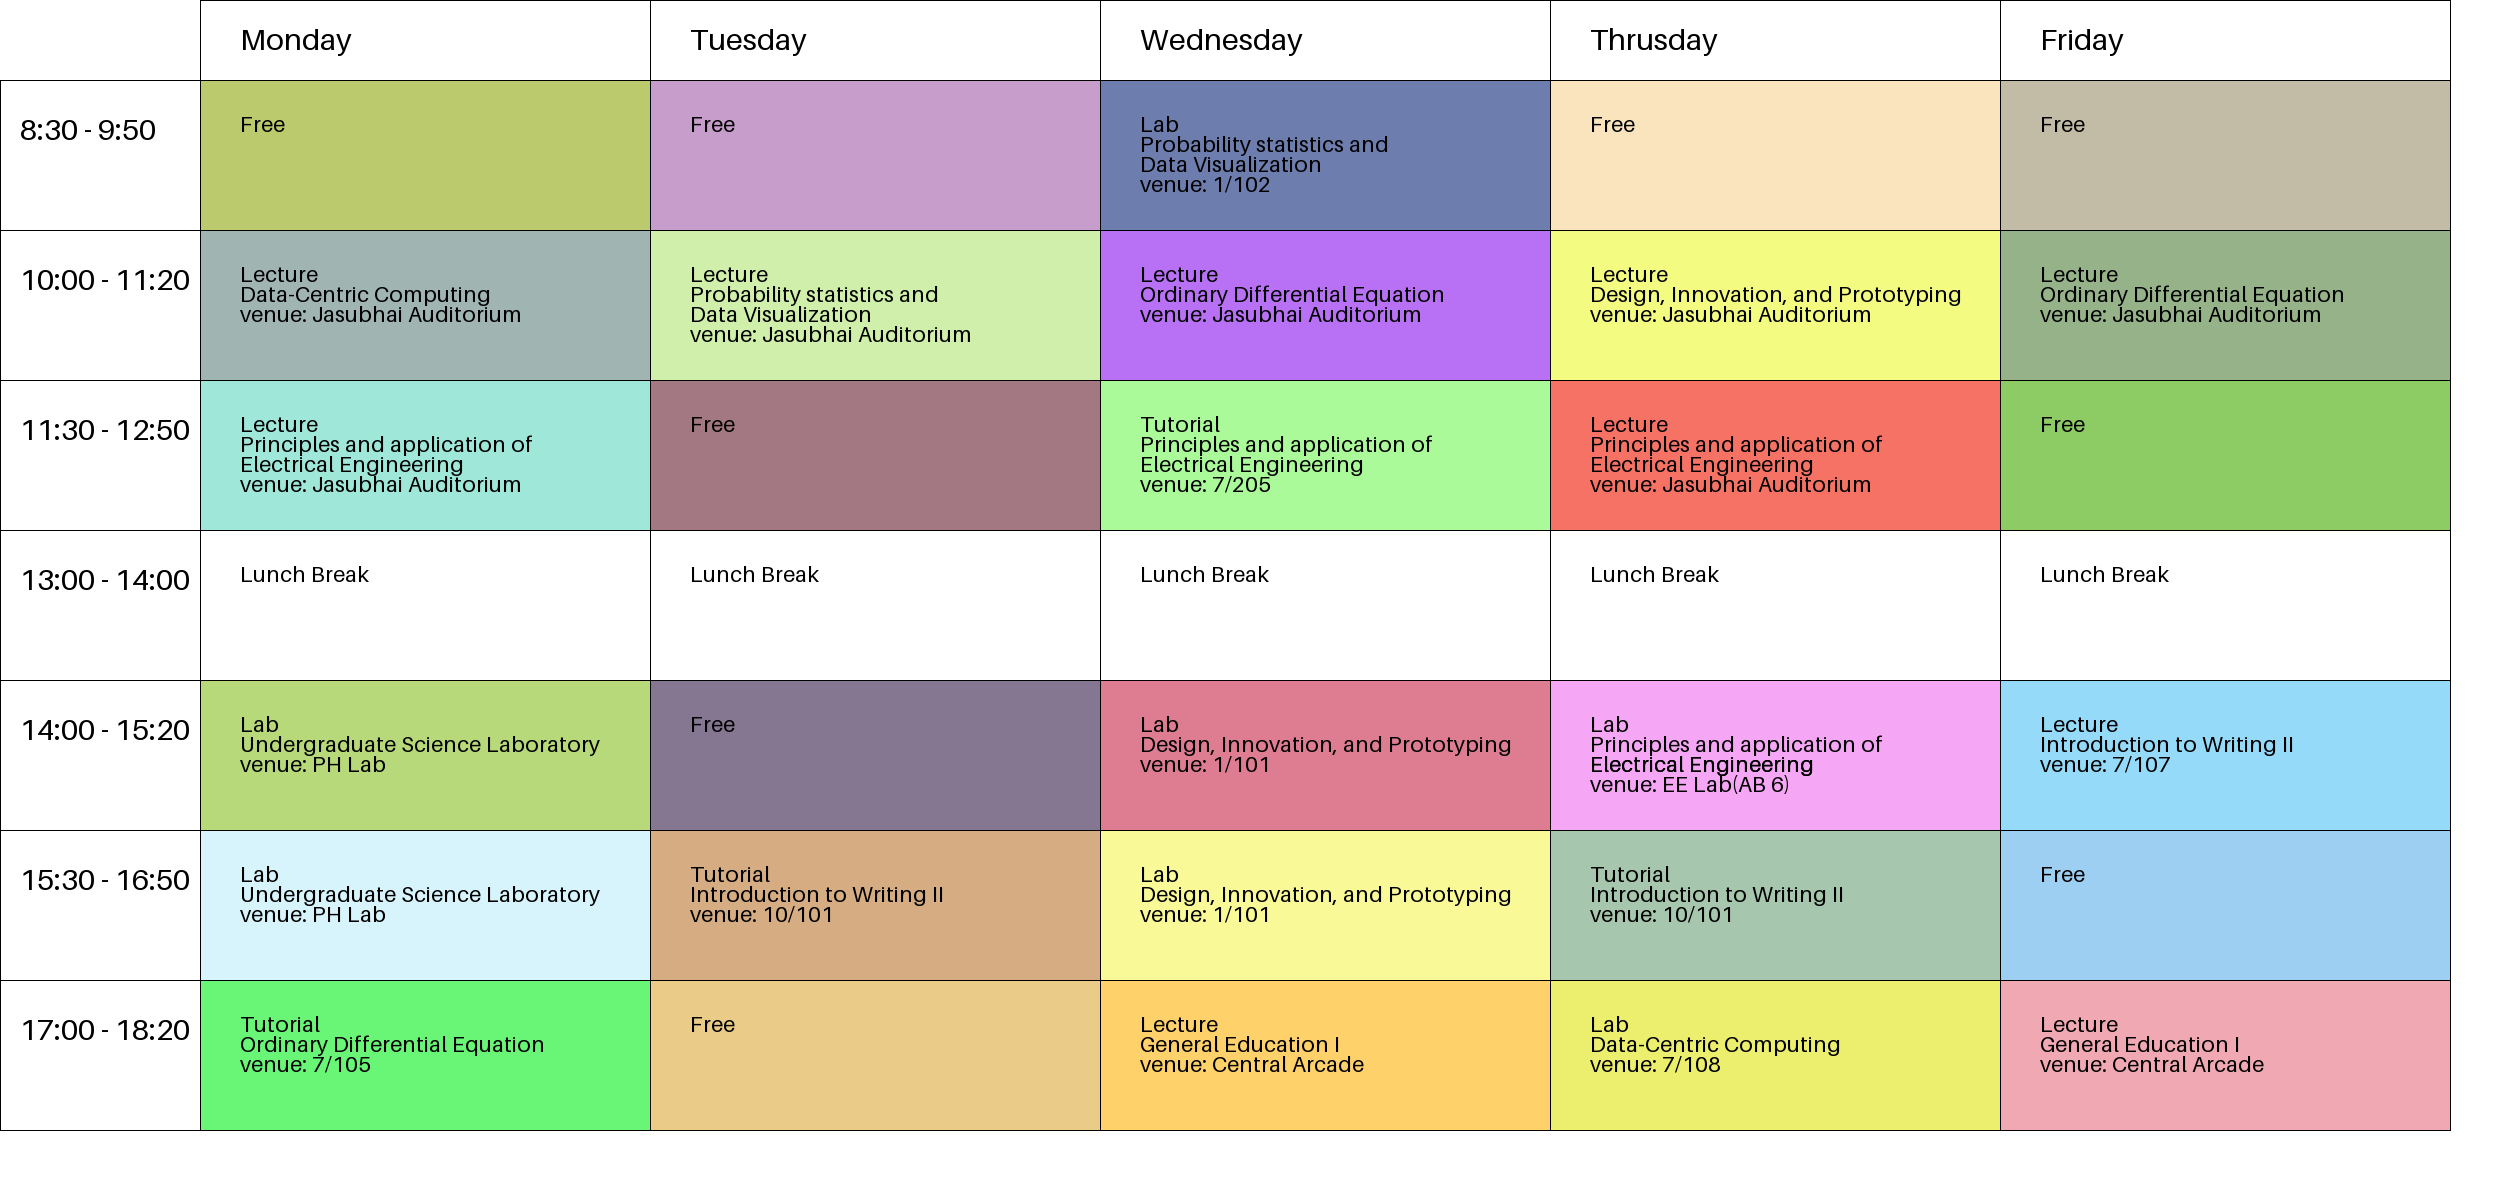 Monday
Tuesday
Wednesday
Thrusday
Friday
8:30 - 9:50
Free
Free
Lab
Probability statistics and
Data Visualization
venue: 1/102
Free
Free
10:00 - 11:20
Lecture
Data-Centric Computing
venue: Jasubhai Auditorium
Lecture
Probability statistics and
Data Visualization
venue: Jasubhai Auditorium
Lecture
Ordinary Differential Equation
venue: Jasubhai Auditorium
Lecture
Design, Innovation, and Prototyping
venue: Jasubhai Auditorium
Lecture
Ordinary Differential Equation
venue: Jasubhai Auditorium
11:30 - 12:50
Lecture
Principles and application of
Electrical Engineering
venue: Jasubhai Auditorium
Free
Tutorial
Principles and application of
Electrical Engineering
venue: 7/205
Lecture
Principles and application of
Electrical Engineering
venue: Jasubhai Auditorium
Free
13:00 - 14:00
Lunch Break
Lunch Break
Lunch Break
Lunch Break
Lunch Break
14:00 - 15:20
Lab
Undergraduate Science Laboratory
venue: PH Lab
Free
Lab
Design, Innovation, and Prototyping
venue: 1/101
Lab
Principles and application of
Electrical Engineering
venue: EE Lab(AB 6)
Lecture
Introduction to Writing II
venue: 7/107
15:30 - 16:50
Lab
Undergraduate Science Laboratory
venue: PH Lab
Tutorial
Introduction to Writing II
venue: 10/101
Lab
Design, Innovation, and Prototyping
venue: 1/101
Tutorial
Introduction to Writing II
venue: 10/101
Free
17:00 - 18:20
Tutorial
Ordinary Differential Equation
venue: 7/105
Free
Lecture
General Education I
venue: Central Arcade
Lab
Data-Centric Computing
venue: 7/108
Lecture
General Education I
venue: Central Arcade